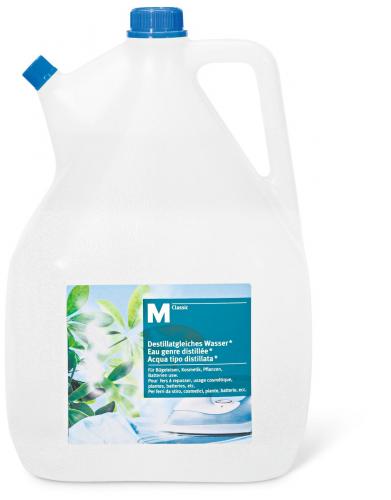 M Classic
Destillatgleiches Wasser*
Eau genre distillée*
Acqua tipo distillata*
Für Bügeleisen, Kosmetik, Pflanzen,
Batterien usw.
Pour fers à repasser, usage cosmétique,
plantes, batteries, etc.
Per ferri da stiro, cosmetici, piante, batterie, ecc.